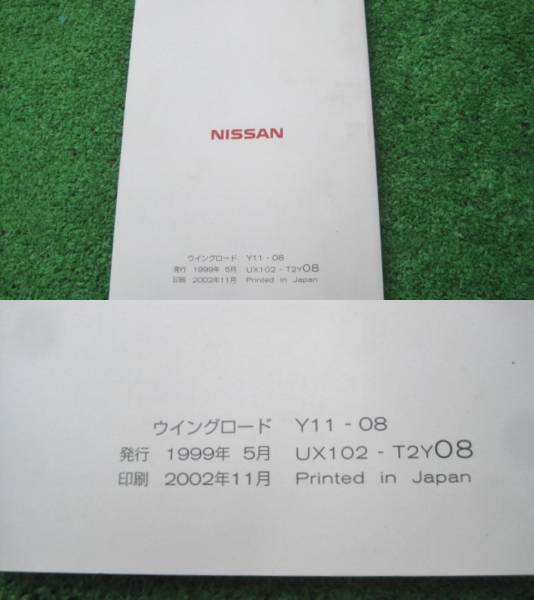 NISSAN
ウイングロード Y11 - 08
発行 1999年 5月 UX102 - T2Y08
印刷 2002年11月 Printed in Japan
ウイングロード Y11 - 08
発行 1999年 5月 UX102 - T2Y08
印刷 2002年11月 Printed in Japan